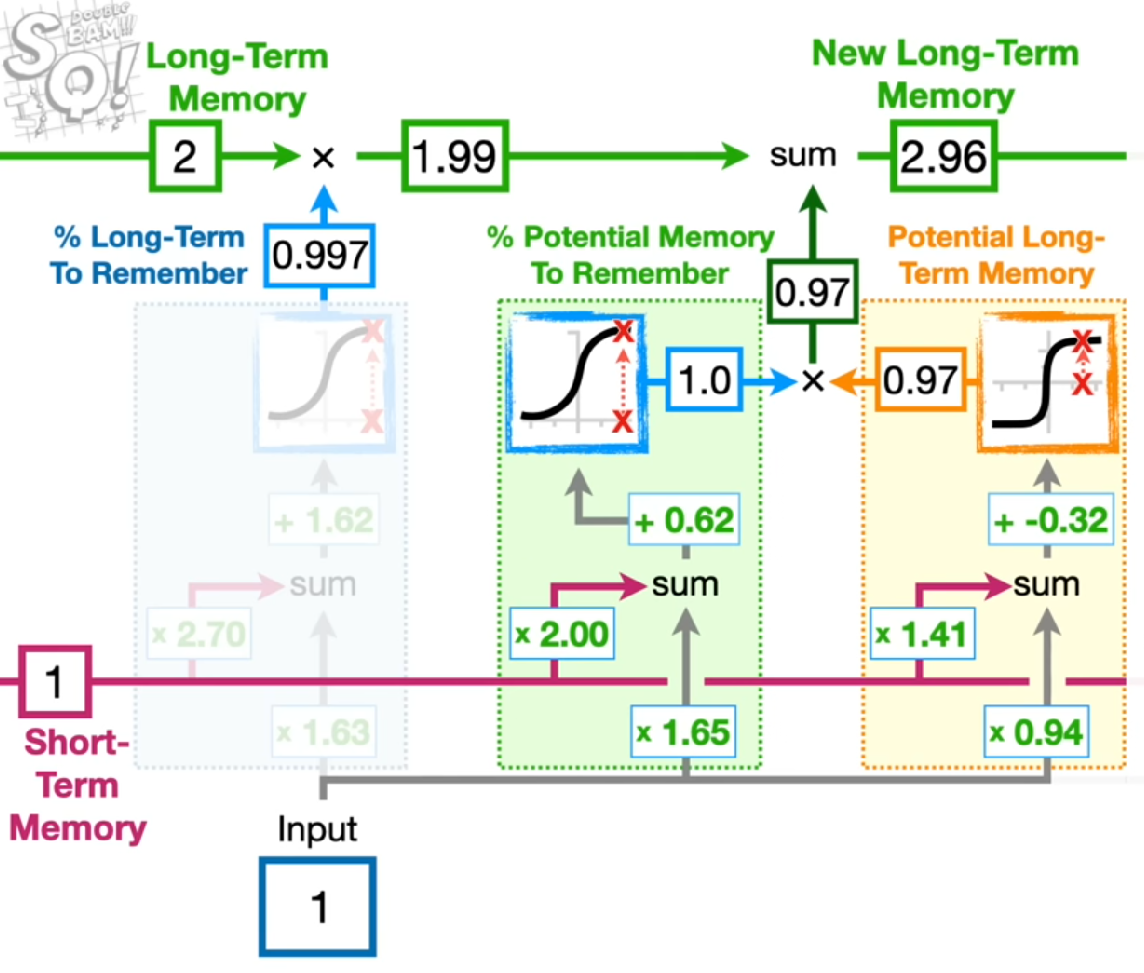 DOUBLE
BAM!!!
SQ!
Long-Term
Memory
New Long-Term
Memory
2
×
1.99
sum
2.96
% Long-Term
To Remember
0.997
% Potential Memory
To Remember
0.97
Potential Long-
Term Memory
X
X
X
X
1.0
×
0.97
X
X
+ 1.62
+ 0.62
+ -0.32
sum
sum
sum
x 2.70
x 2.00
x 1.41
1
Short-
Term
Memory
x 1.63
x 1.65
x 0.94
Input
1